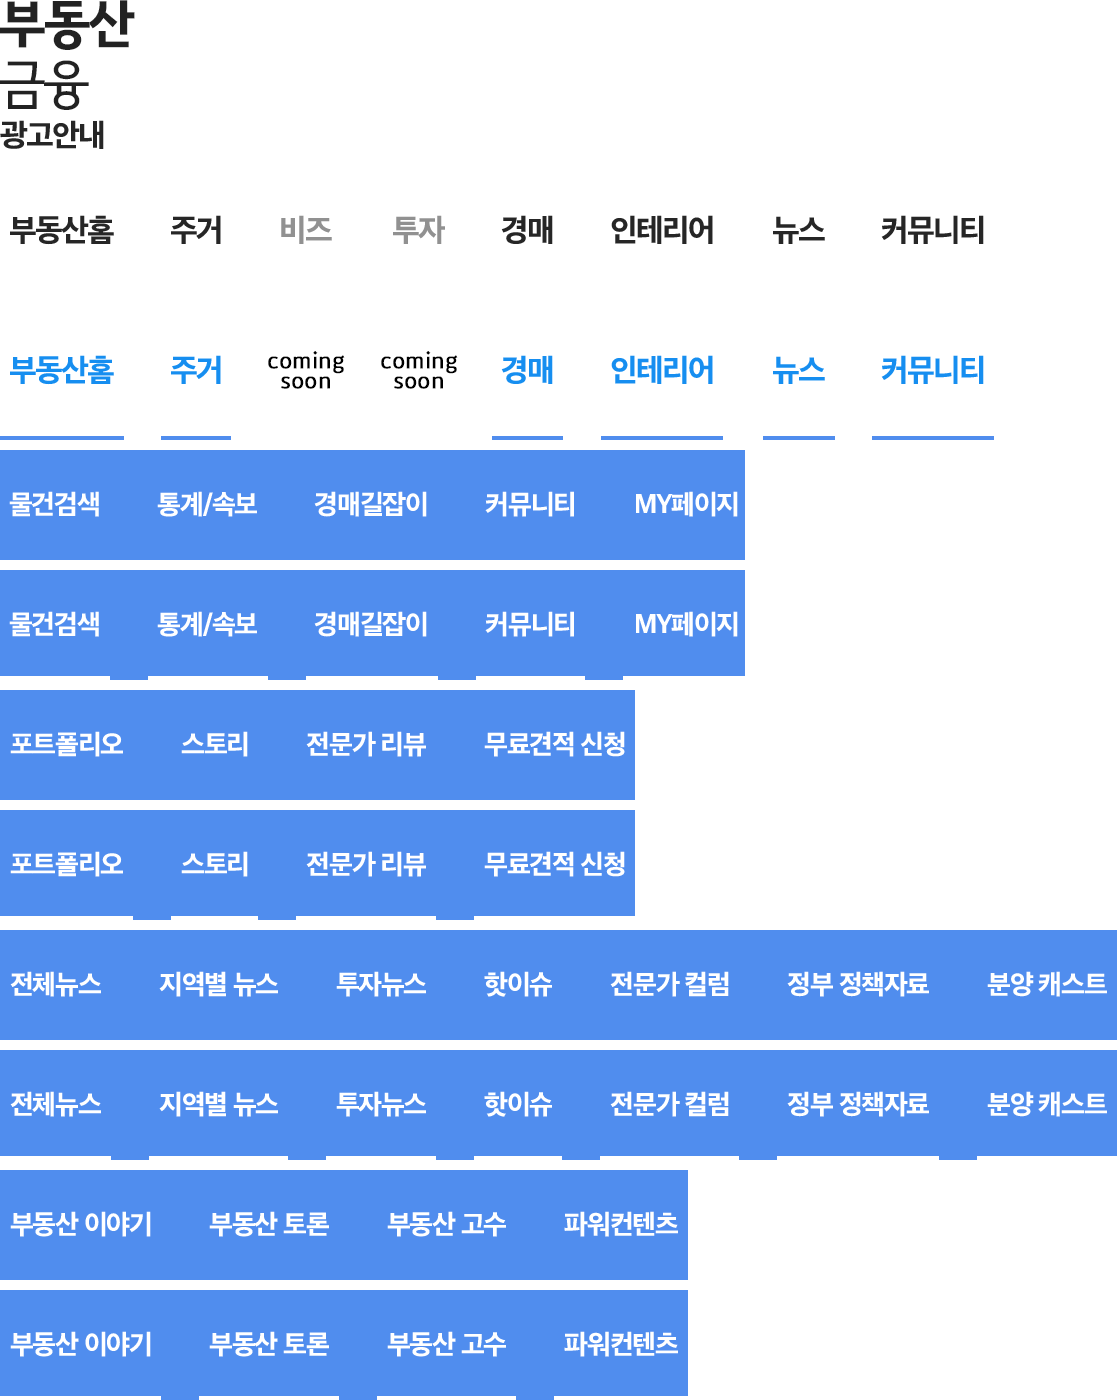 부동산
금융
광고안내
부동산홈 주거 비즈 투자 경매 인테리어 뉴스 커뮤니티
부동산홈 주거 coming soon coming soon 경매 인테리어 뉴스 커뮤니티
물건검색 통계/속보 경매길잡이 커뮤니티 MY페이지
물건검색 통계/속보 경매길잡이 커뮤니티 MY페이지
포트폴리오 스토리 전문가 리뷰 무료견적 신청
포트폴리오 스토리 전문가 리뷰 무료견적 신청
전체뉴스 지역별 뉴스 투자뉴스 핫이슈 전문가 컬럼 정부 정책자료 분양 캐스트
전체뉴스 지역별 뉴스 투자뉴스 핫이슈 전문가 컬럼 정부 정책자료 분양 캐스트
부동산 이야기 부동산 토론 부동산 고수 파워컨텐츠
부동산 이야기 부동산 토론 부동산 고수 파워컨텐츠